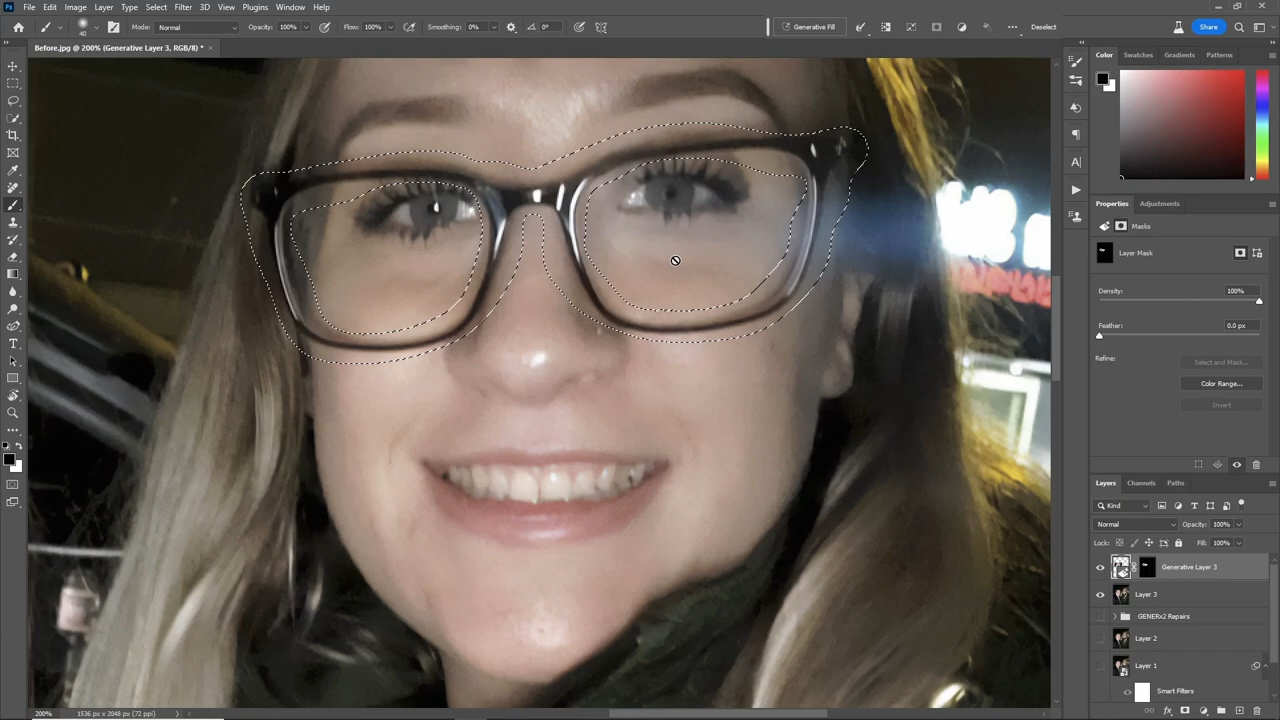 Ps File Edit Image Layer Type Select Filter 3D View Plugins Window Help
40 Mode: Normal Opacity: 100% Flow: 100% Smoothing: 0% 0° Generative Fill Deselect Share
Before.jpg @ 200% (Generative Layer 3, RGB/8) *
Color Swatches Gradients Patterns
Properties Adjustments
Masks
Layer Mask
Density: 100%
Feather: 0.0 px
Refine: Select and Mask...
Color Range...
Invert
Layers Channels Paths
Kind
Normal Opacity: 100%
Lock: Fill: 100%
Generative Layer 3
Layer 3
GENERx2 Repairs
Layer 2
Layer 1
Smart Filters
200% 1536 px x 2048 px (72 ppi)